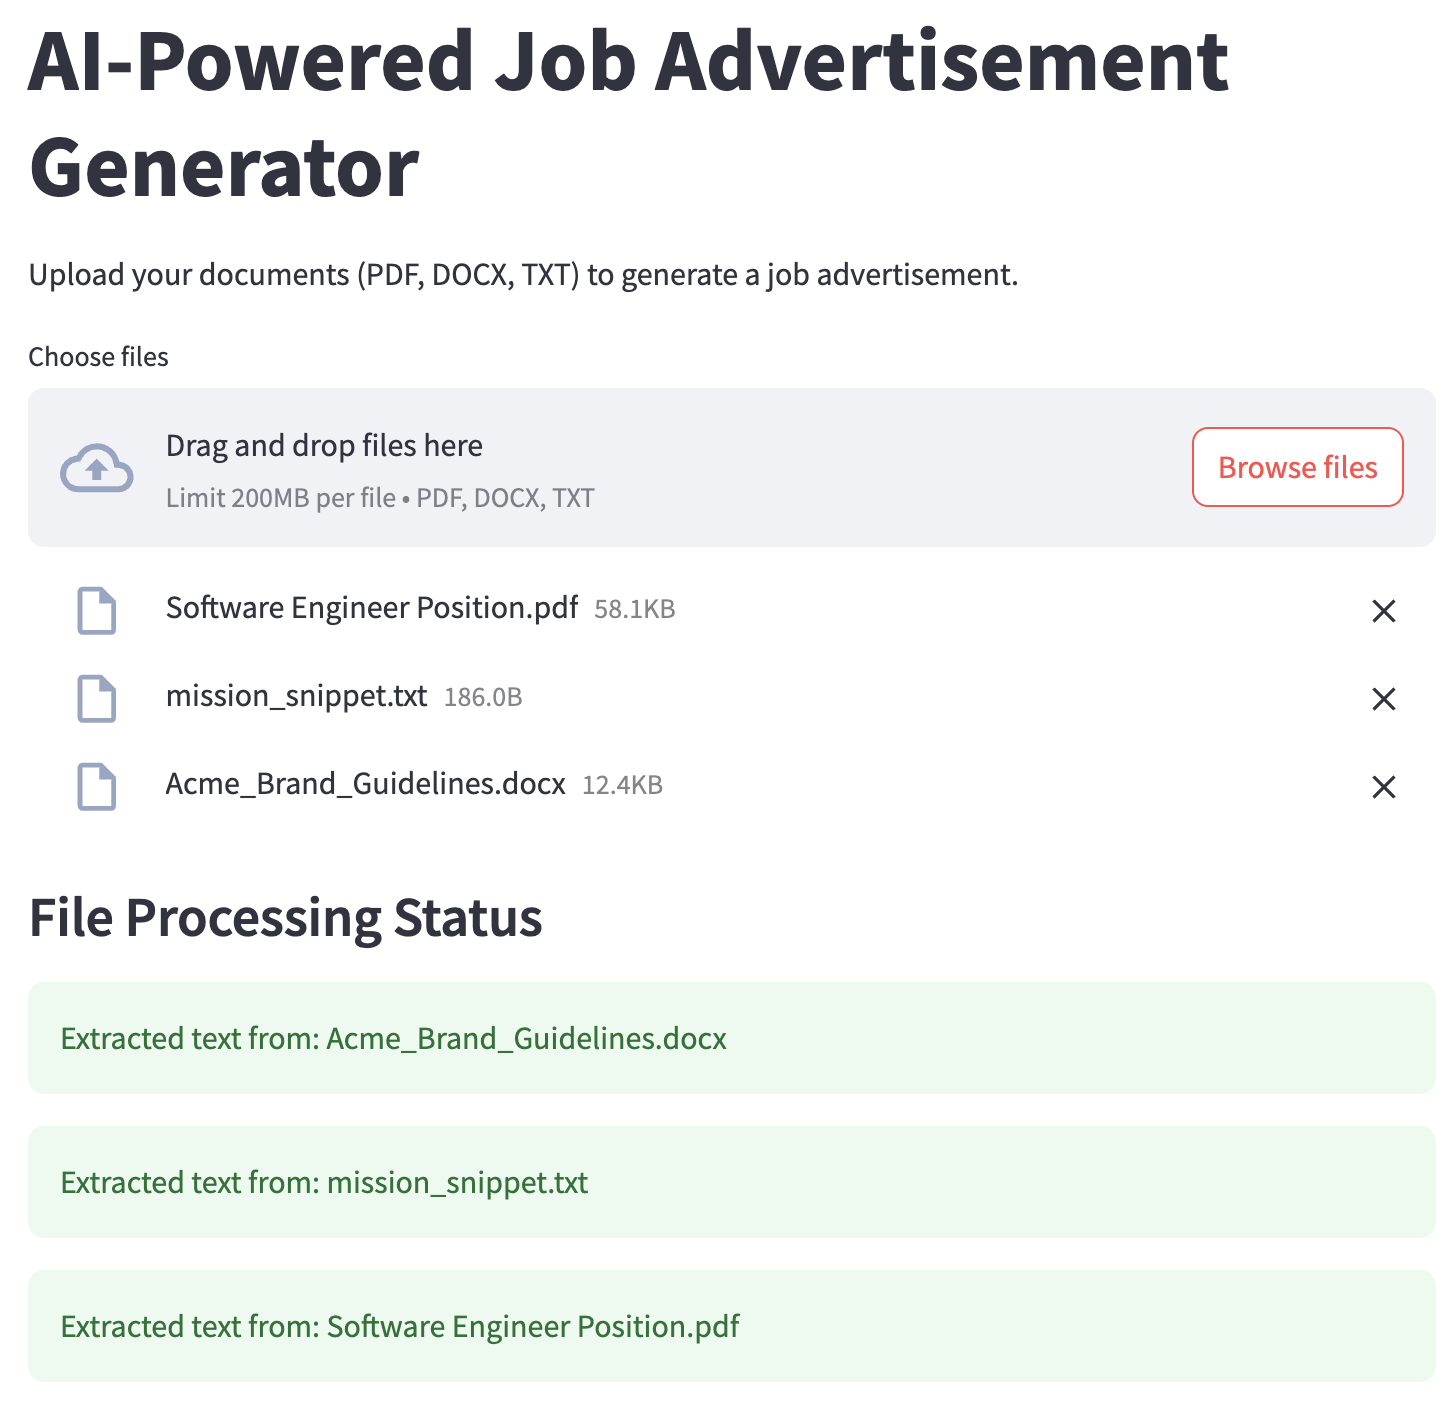 AI-Powered Job Advertisement
Generator
Upload your documents (PDF, DOCX, TXT) to generate a job advertisement.
Choose files
Drag and drop files here
Limit 200MB per file • PDF, DOCX, TXT
Browse files
Software Engineer Position.pdf 58.1KB
mission_snippet.txt 186.0B
Acme_Brand_Guidelines.docx 12.4KB
File Processing Status
Extracted text from: Acme_Brand_Guidelines.docx
Extracted text from: mission_snippet.txt
Extracted text from: Software Engineer Position.pdf